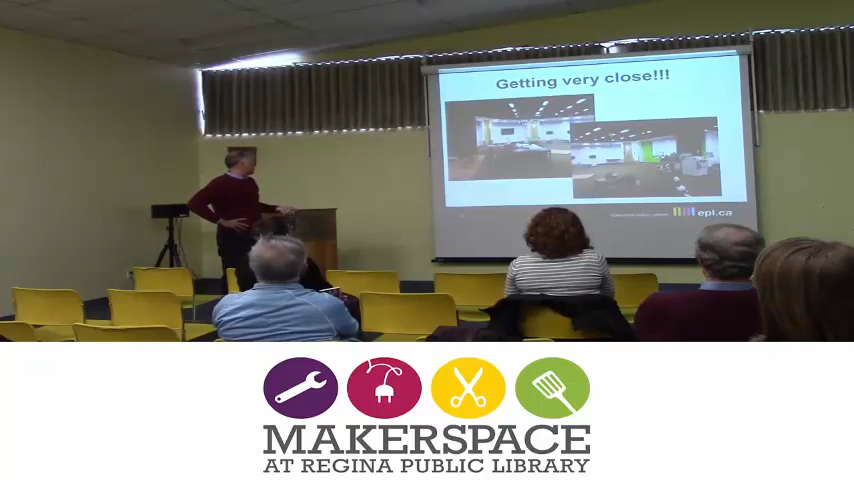 Getting very close!!!
epl.ca
MAKERSPACE
AT REGINA PUBLIC LIBRARY